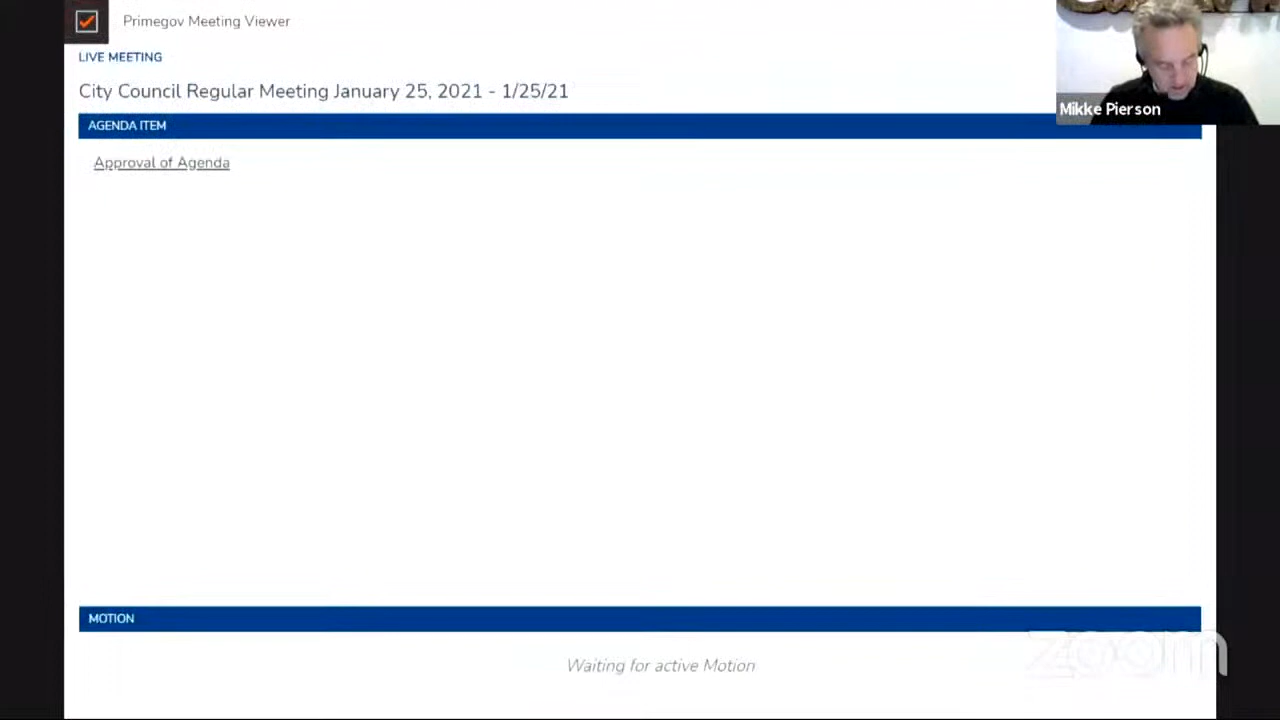 Primegov Meeting Viewer
LIVE MEETING
City Council Regular Meeting January 25, 2021 - 1/25/21
Mikke Pierson
AGENDA ITEM
Approval of Agenda
MOTION
Waiting for active Motion
zoom